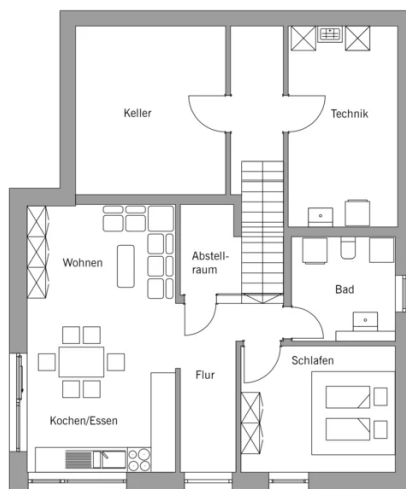 Keller
Technik
Wohnen
Abstell-
raum
Bad
Schlafen
Flur
Kochen/Essen